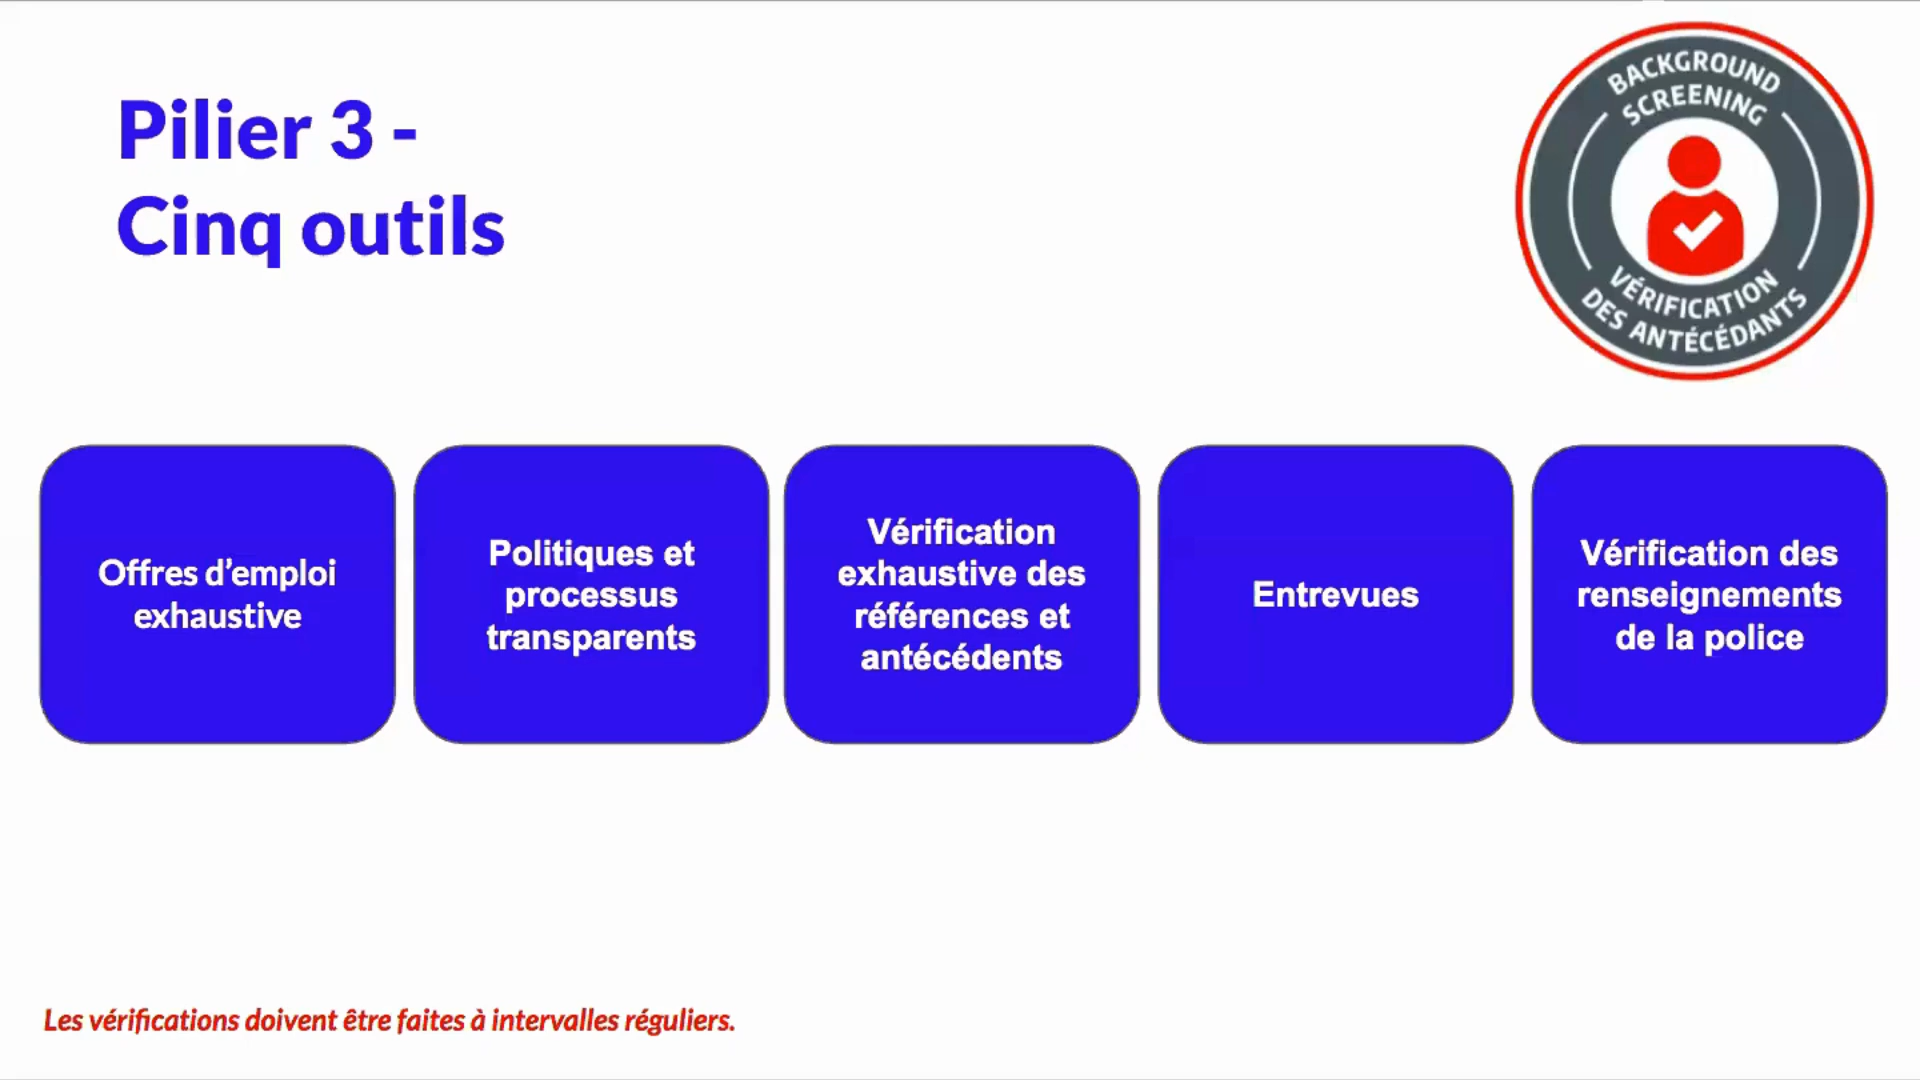 Pilier 3 -
Cinq outils
BACKGROUND
SCREENING
VÉRIFICATION
DES ANTÉCÉDANTS
Offres d’emploi
exhaustive
Politiques et
processus
transparents
Vérification
exhaustive des
références et
antécédents
Entrevues
Vérification des
renseignements
de la police
Les vérifications doivent être faites à intervalles réguliers.